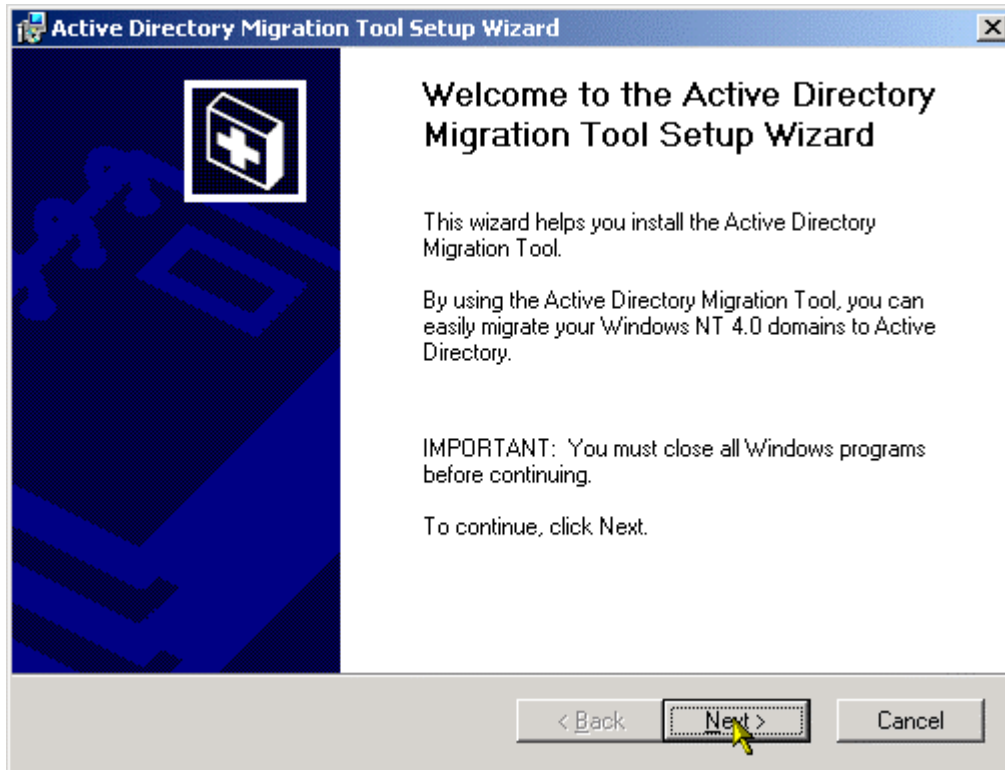 Active Directory Migration Tool Setup Wizard
Welcome to the Active Directory
Migration Tool Setup Wizard
This wizard helps you install the Active Directory
Migration Tool.
By using the Active Directory Migration Tool, you can
easily migrate your Windows NT 4.0 domains to Active
Directory.
IMPORTANT:  You must close all Windows programs
before continuing.
To continue, click Next.
< Back
Next >
Cancel